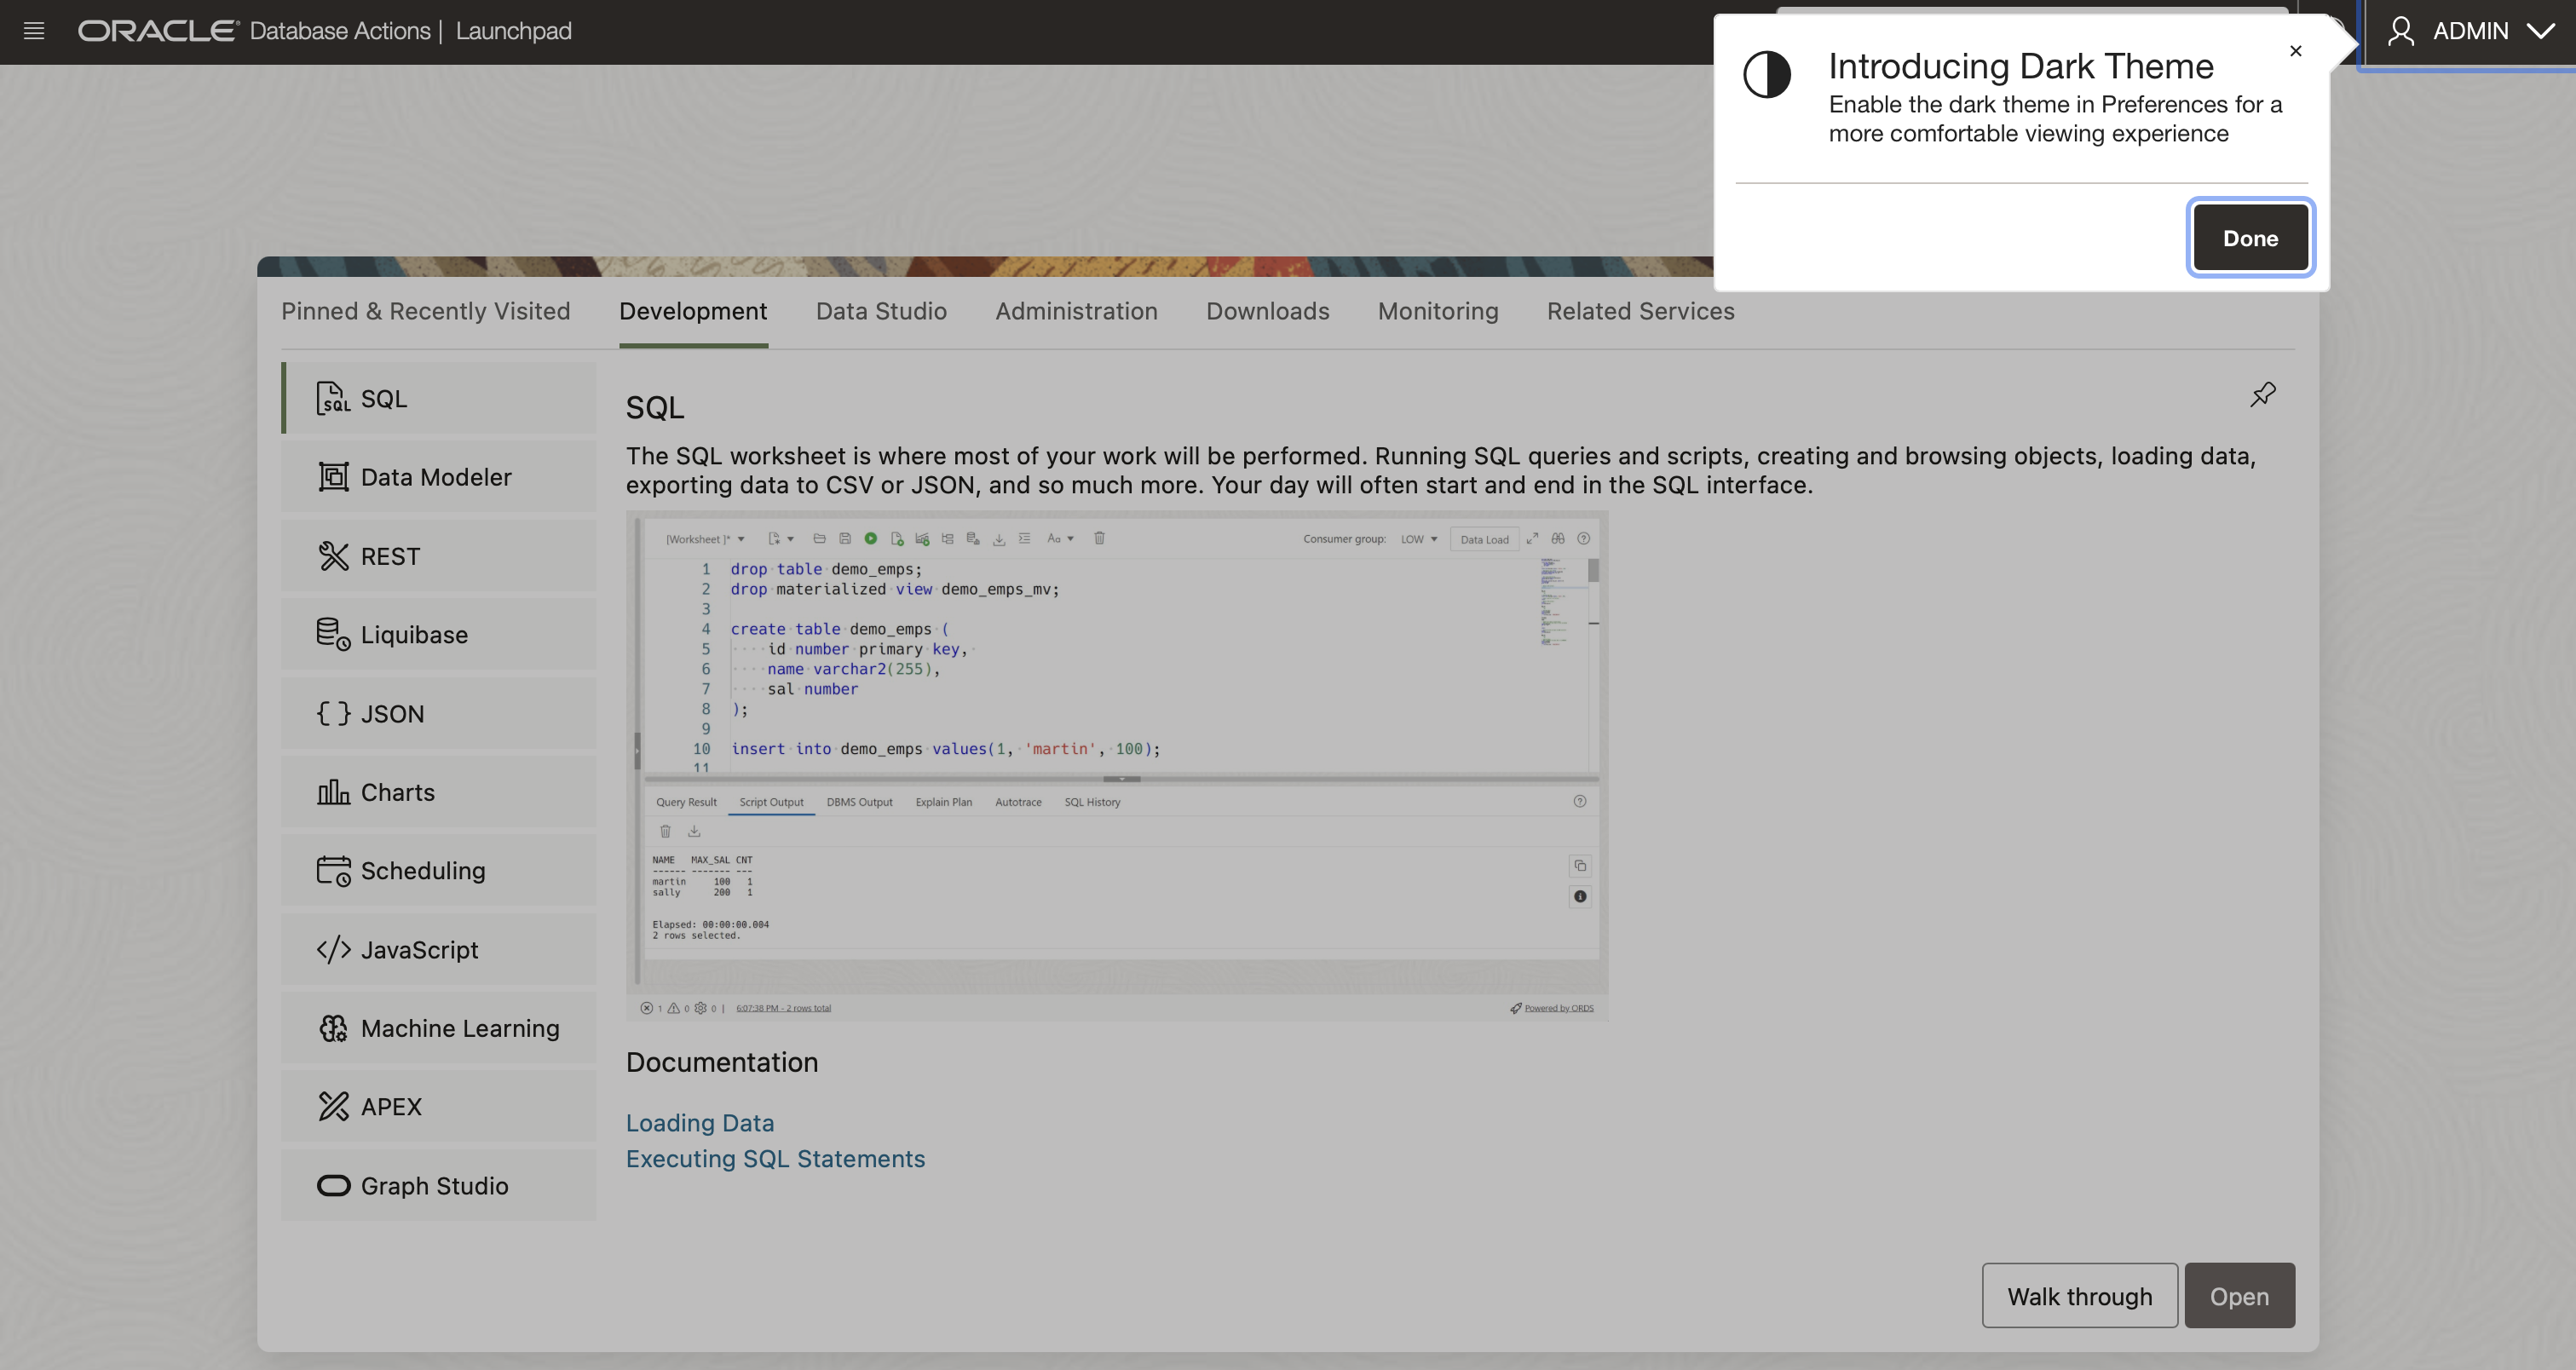 ORACLE Database Actions | Launchpad
ADMIN
Introducing Dark Theme
Enable the dark theme in Preferences for a
more comfortable viewing experience
Done
Pinned & Recently Visited Development Data Studio Administration Downloads Monitoring Related Services
SQL
Data Modeler
REST
Liquibase
{ } JSON
Charts
Scheduling
</> JavaScript
Machine Learning
APEX
Graph Studio
SQL
The SQL worksheet is where most of your work will be performed. Running SQL queries and scripts, creating and browsing objects, loading data,
exporting data to CSV or JSON, and so much more. Your day will often start and end in the SQL interface.
[Worksheet ]* Aa Consumer group: LOW Data Load
1 drop table demo_emps;
2 drop materialized view demo_emps_mv;
3
4 create table demo_emps (
5 id number primary key,
6 name varchar2(255),
7 sal number
8 );
9
10 insert into demo_emps values(1, 'martin', 100);
11
Query Result Script Output DBMS Output Explain Plan Autotrace SQL History
NAME MAX_SAL CNT
------ ------- ---
martin 100 1
sally 200 1
Elapsed: 00:00:00.004
2 rows selected.
1 0 0 | 6:07:38 PM - 2 rows total Powered by ORDS
Documentation
Loading Data
Executing SQL Statements
Walk through Open